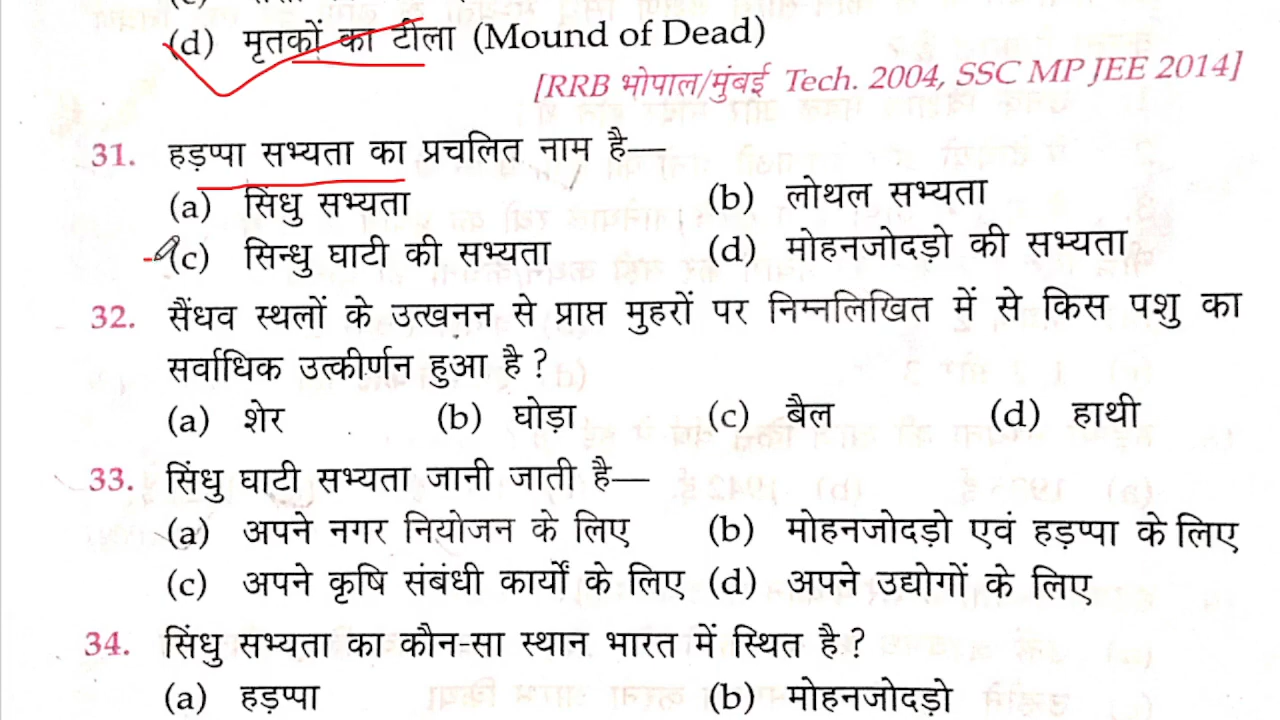 (d) मृतकों का टीला (Mound of Dead)
[RRB भोपाल/मुंबई Tech. 2004, SSC MP JEE 2014]
31. हड़प्पा सभ्यता का प्रचलित नाम है—
(a) सिंधु सभ्यता (b) लोथल सभ्यता
(c) सिन्धु घाटी की सभ्यता (d) मोहनजोदड़ो की सभ्यता
32. सैंधव स्थलों के उत्खनन से प्राप्त मुहरों पर निम्नलिखित में से किस पशु का
सर्वाधिक उत्कीर्णन हुआ है ?
(a) शेर (b) घोड़ा (c) बैल (d) हाथी
33. सिंधु घाटी सभ्यता जानी जाती है—
(a) अपने नगर नियोजन के लिए (b) मोहनजोदड़ो एवं हड़प्पा के लिए
(c) अपने कृषि संबंधी कार्यों के लिए (d) अपने उद्योगों के लिए
34. सिंधु सभ्यता का कौन-सा स्थान भारत में स्थित है ?
(a) हड़प्पा (b) मोहनजोदड़ो